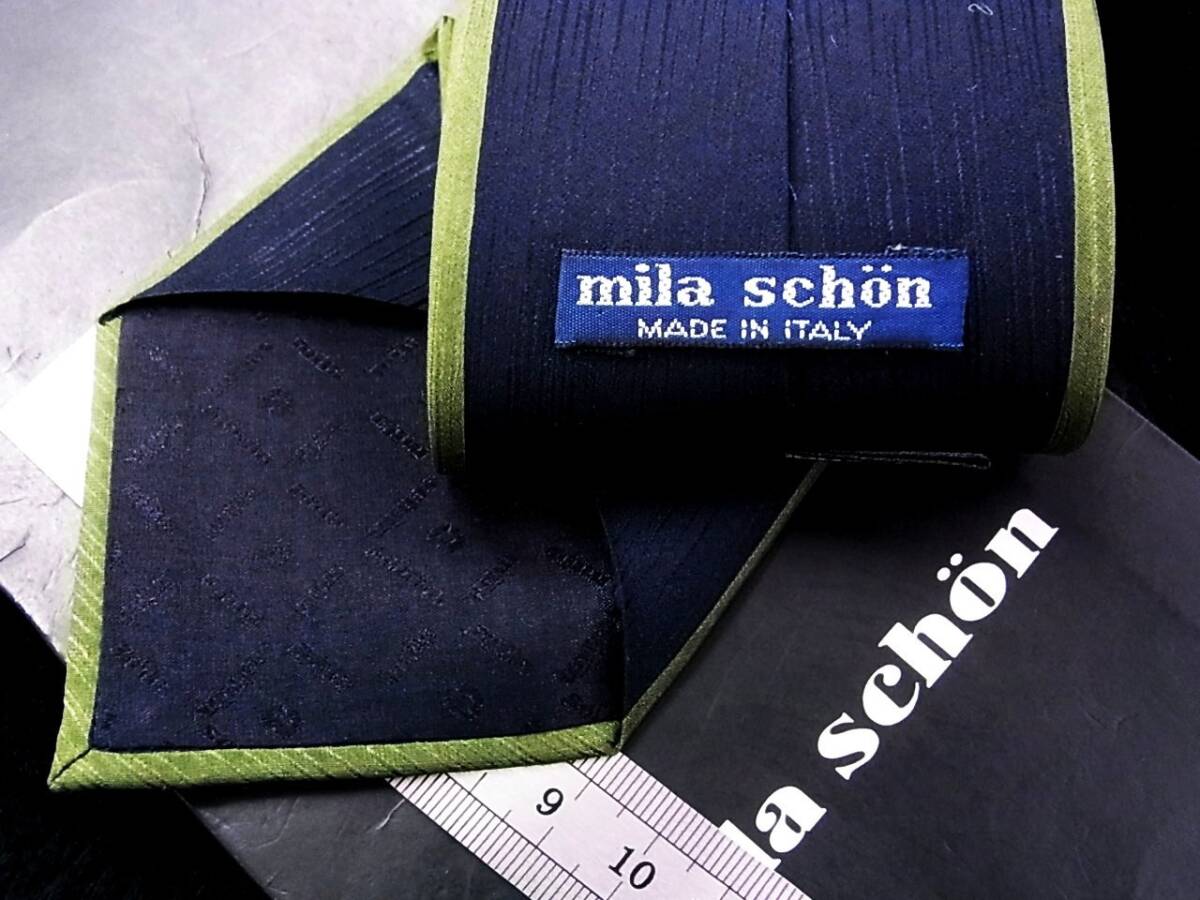 mila schön
MADE IN ITALY
la schön
9
10